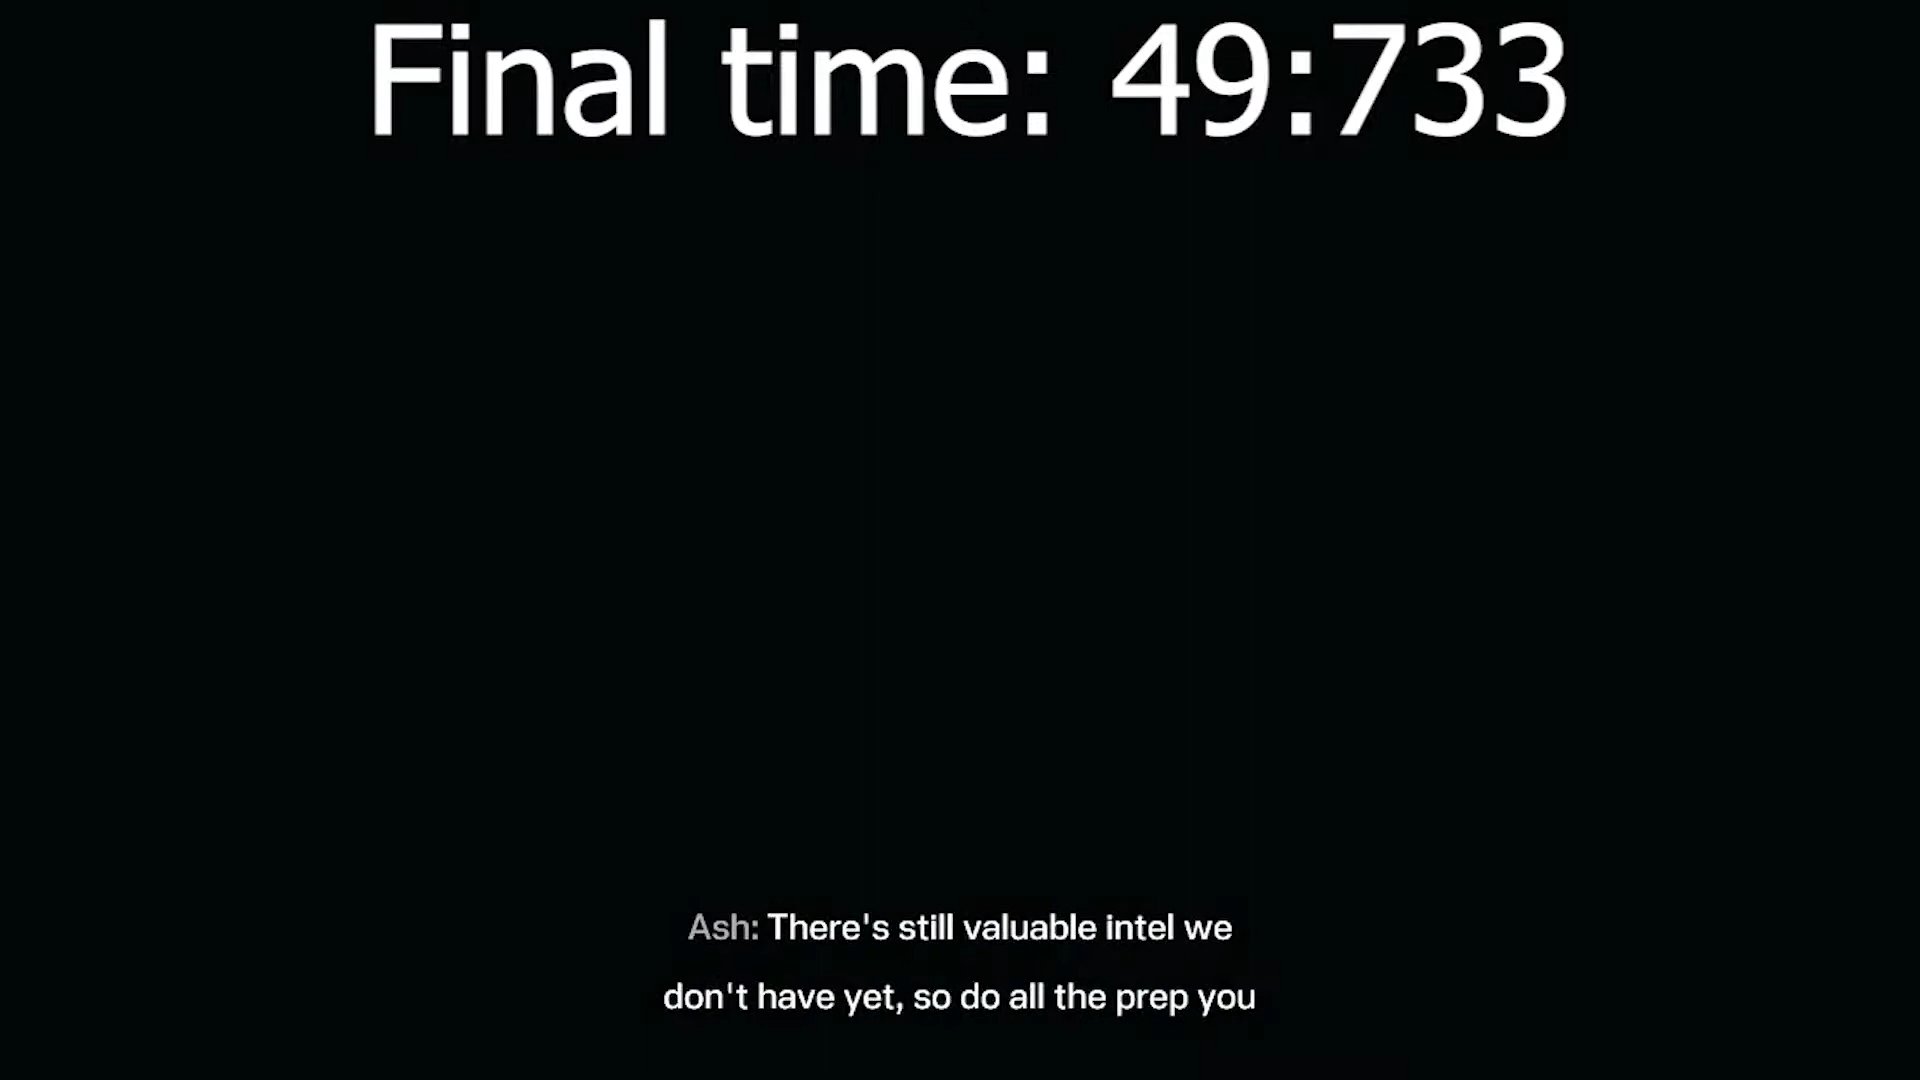 Final time: 49:733
Ash: There's still valuable intel we
don't have yet, so do all the prep you